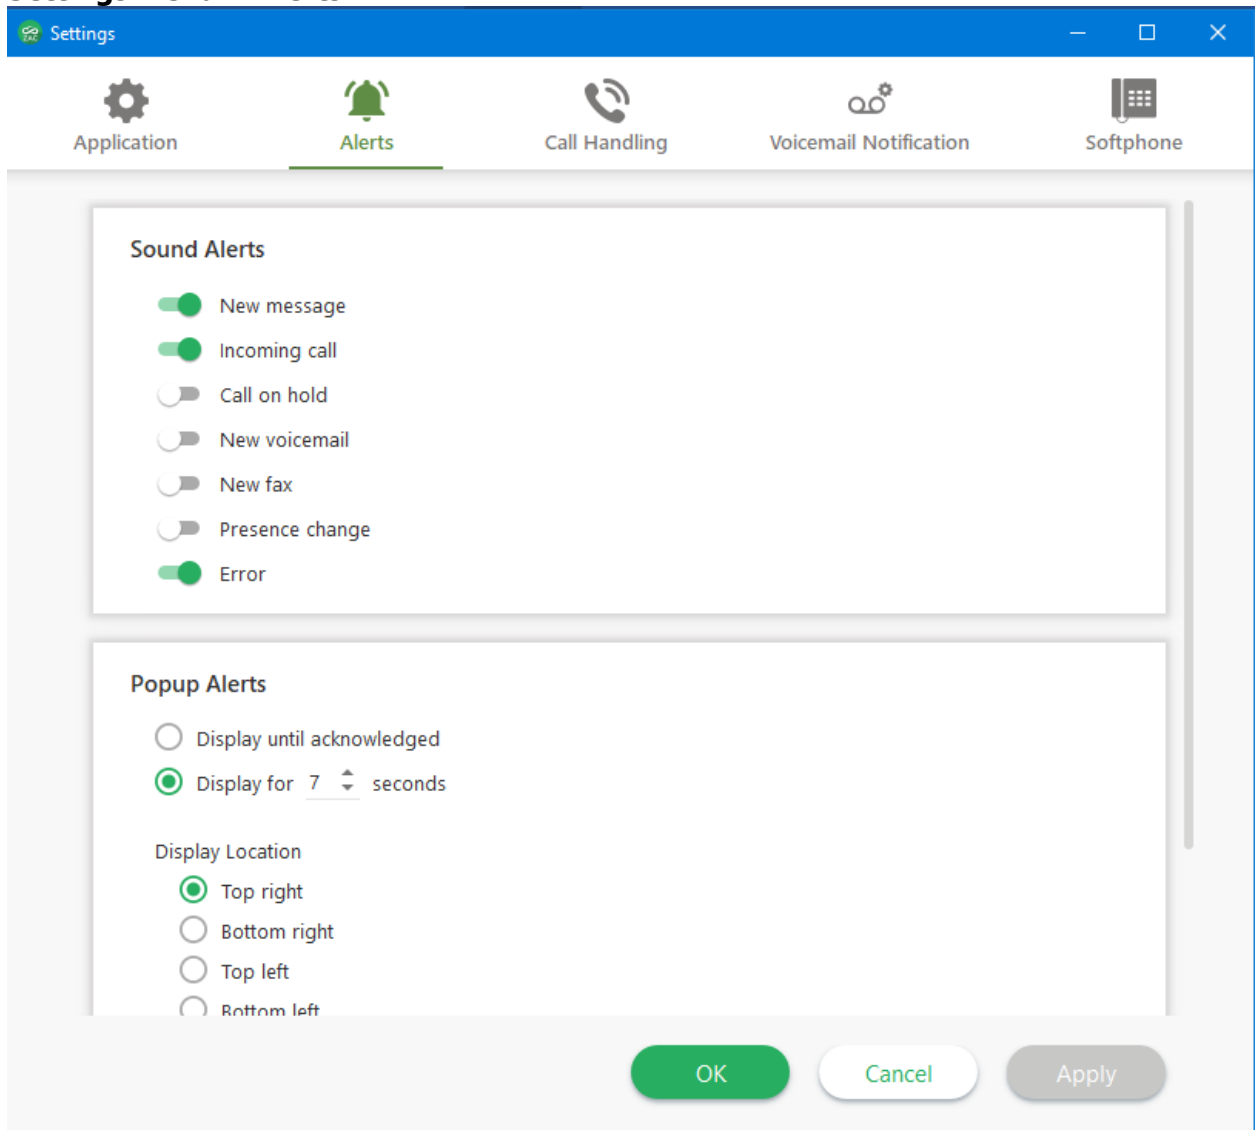 Settings
Application
Alerts
Call Handling
Voicemail Notification
Softphone
Sound Alerts
New message
Incoming call
Call on hold
New voicemail
New fax
Presence change
Error
Popup Alerts
Display until acknowledged
Display for 7 seconds
Display Location
Top right
Bottom right
Top left
Bottom left
OK
Cancel
Apply